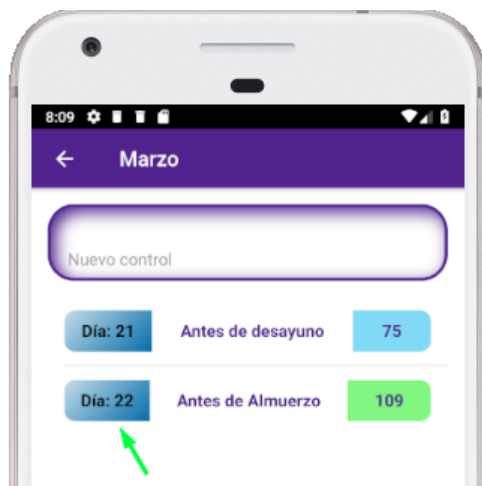 8:09
Marzo
Nuevo control
Día: 21 Antes de desayuno 75
Día: 22 Antes de Almuerzo 109